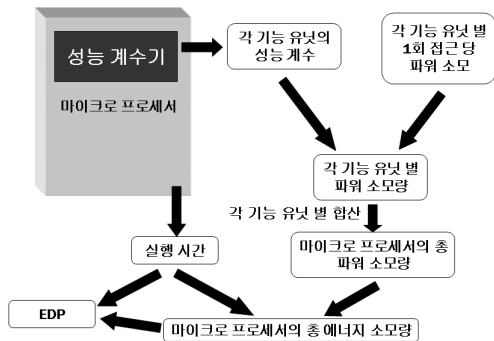 성능 계수기
마이크로 프로세서
각 기능 유닛의
성능 계수
각 기능 유닛 별
1회 접근 당
파워 소모
각 기능 유닛 별
파워 소모량
각 기능 유닛 별 합산
실행 시간
마이크로 프로세서의 총
파워 소모량
EDP
마이크로 프로세서의 총 에너지 소모량